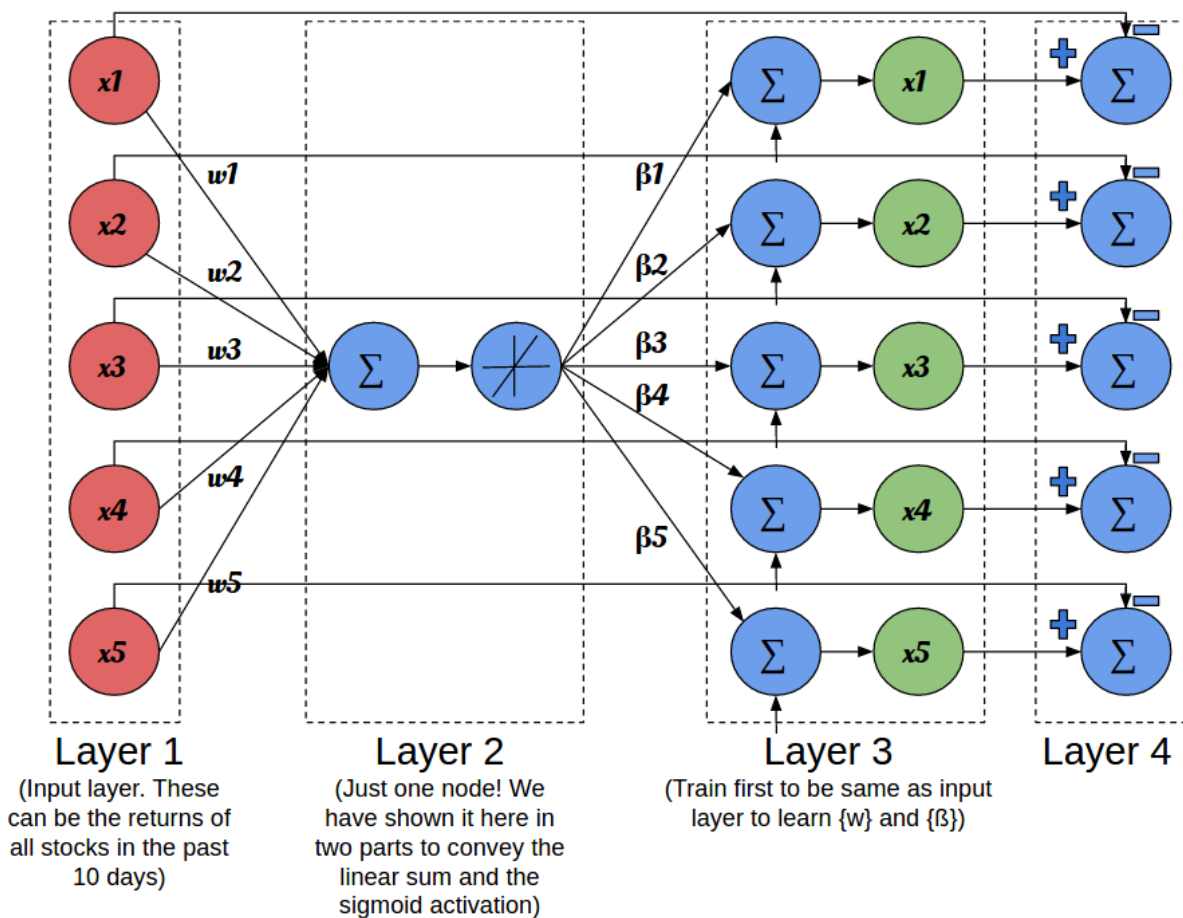 x1
x2
x3
x4
x5
w1
w2
w3
w4
w5
Σ
β1
β2
β3
β4
β5
Σ
Σ
Σ
Σ
Σ
x1
x2
x3
x4
x5
+
−
Σ
+
−
Σ
+
−
Σ
+
−
Σ
+
−
Σ
Layer 1
(Input layer. These
can be the returns of
all stocks in the past
10 days)
Layer 2
(Just one node! We
have shown it here in
two parts to convey the
linear sum and the
sigmoid activation)
Layer 3
(Train first to be same as input
layer to learn {w} and {ß})
Layer 4